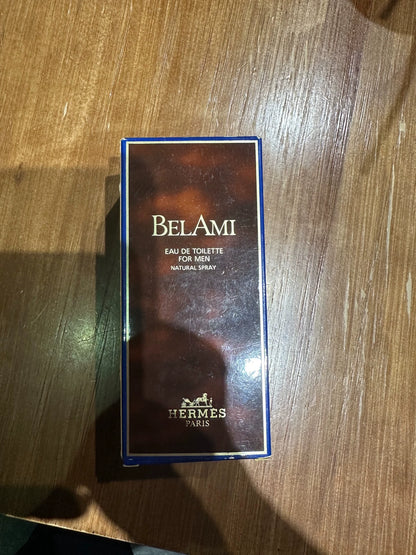 BELAMI
EAU DE TOILETTE
FOR MEN
NATURAL SPRAY
HERMÈS
PARIS